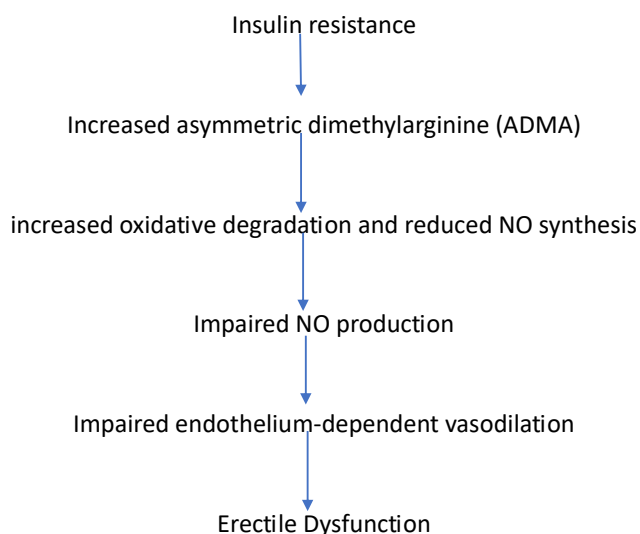 Insulin resistance
Increased asymmetric dimethylarginine (ADMA)
increased oxidative degradation and reduced NO synthesis
Impaired NO production
Impaired endothelium-dependent vasodilation
Erectile Dysfunction